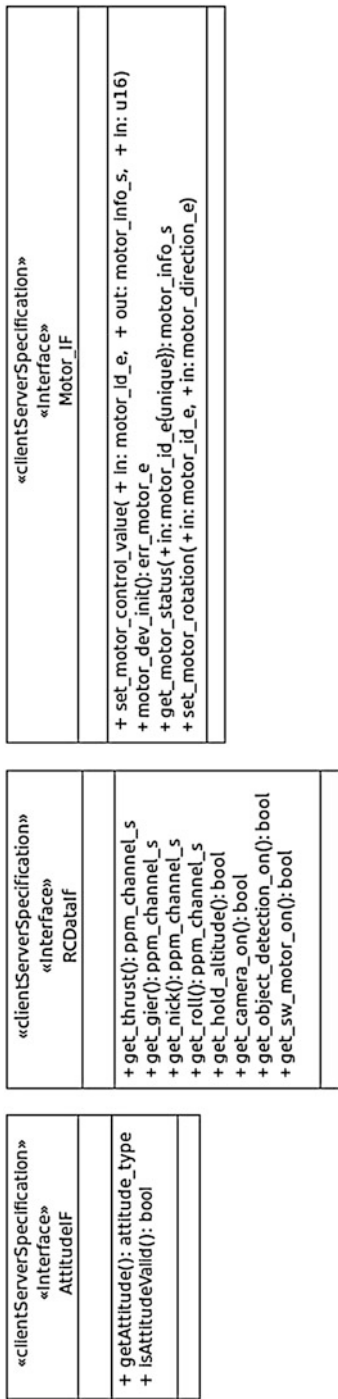 «clientServerSpecification»
«Interface»
AttitudeIF
+ getAttitude(): attitude_type
+ isAttitudeValid(): bool
«clientServerSpecification»
«Interface»
RCDataIf
+ get_thrust(): ppm_channel_s
+ get_gier(): ppm_channel_s
+ get_nick(): ppm_channel_s
+ get_roll(): ppm_channel_s
+ get_hold_altitude(): bool
+ get_camera_on(): bool
+ get_object_detection_on(): bool
+ get_sw_motor_on(): bool
«clientServerSpecification»
«Interface»
Motor_IF
+ set_motor_control_value( + in: motor_id_e, + out: motor_info_s, + in: u16)
+ motor_dev_init(): err_motor_e
+ get_motor_status( + in: motor_id_e{unique}): motor_info_s
+ set_motor_rotation( + in: motor_id_e, + in: motor_direction_e)